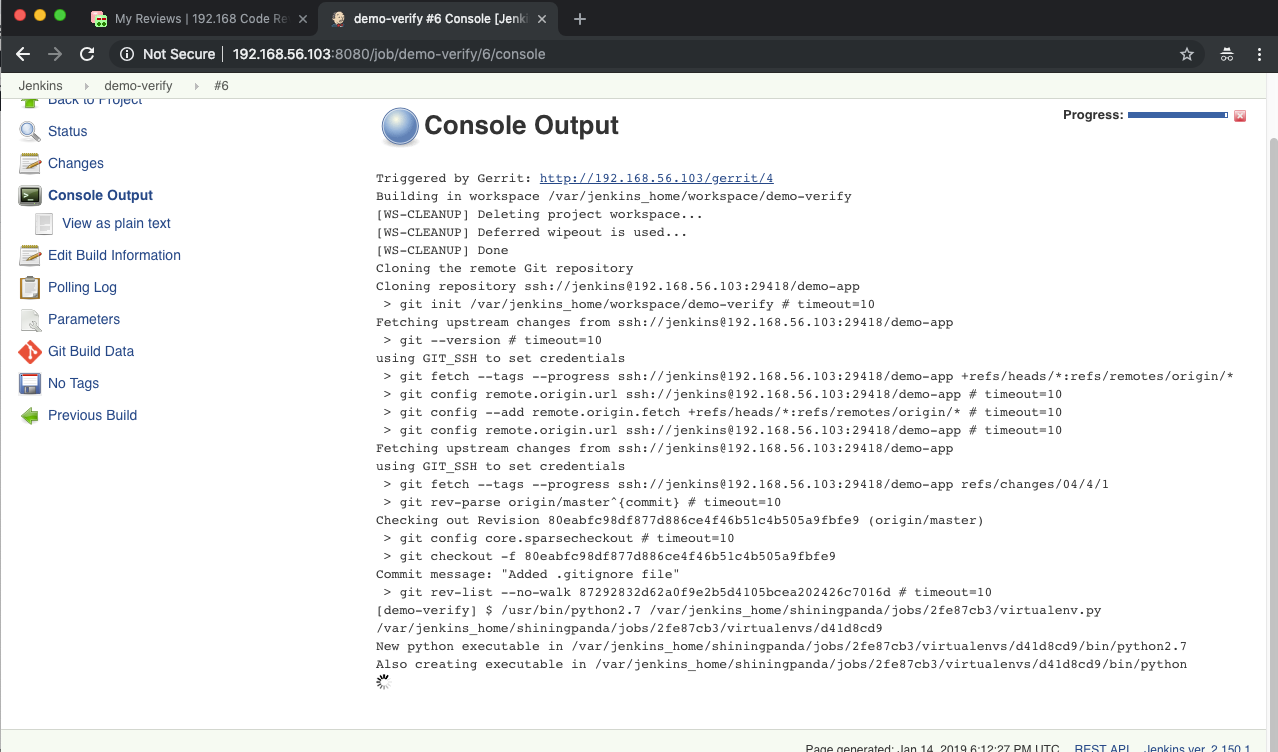 My Reviews | 192.168 Code Re
demo-verify #6 Console [Jenki
Not Secure | 192.168.56.103:8080/job/demo-verify/6/console
Jenkins
demo-verify
#6
Back to Project
Status
Changes
Console Output
View as plain text
Edit Build Information
Polling Log
Parameters
Git Build Data
No Tags
Previous Build
Console Output
Progress:
Triggered by Gerrit: http://192.168.56.103/gerrit/4
Building in workspace /var/jenkins_home/workspace/demo-verify
[WS-CLEANUP] Deleting project workspace...
[WS-CLEANUP] Deferred wipeout is used...
[WS-CLEANUP] Done
Cloning the remote Git repository
Cloning repository ssh://jenkins@192.168.56.103:29418/demo-app
> git init /var/jenkins_home/workspace/demo-verify # timeout=10
Fetching upstream changes from ssh://jenkins@192.168.56.103:29418/demo-app
> git --version # timeout=10
using GIT_SSH to set credentials
> git fetch --tags --progress ssh://jenkins@192.168.56.103:29418/demo-app +refs/heads/*:refs/remotes/origin/*
> git config remote.origin.url ssh://jenkins@192.168.56.103:29418/demo-app # timeout=10
> git config --add remote.origin.fetch +refs/heads/*:refs/remotes/origin/* # timeout=10
> git config remote.origin.url ssh://jenkins@192.168.56.103:29418/demo-app # timeout=10
Fetching upstream changes from ssh://jenkins@192.168.56.103:29418/demo-app
using GIT_SSH to set credentials
> git fetch --tags --progress ssh://jenkins@192.168.56.103:29418/demo-app refs/changes/04/4/1
> git rev-parse origin/master^{commit} # timeout=10
Checking out Revision 80eabfc98df877d886ce4f46b51c4b505a9fbfe9 (origin/master)
> git config core.sparsecheckout # timeout=10
> git checkout -f 80eabfc98df877d886ce4f46b51c4b505a9fbfe9
Commit message: "Added .gitignore file"
> git rev-list --no-walk 87292832d62a0f9e2b5d4105bcea202426c7016d # timeout=10
[demo-verify] $ /usr/bin/python2.7 /var/jenkins_home/shiningpanda/jobs/2fe87cb3/virtualenv.py
/var/jenkins_home/shiningpanda/jobs/2fe87cb3/virtualenvs/d41d8cd9
New python executable in /var/jenkins_home/shiningpanda/jobs/2fe87cb3/virtualenvs/d41d8cd9/bin/python2.7
Also creating executable in /var/jenkins_home/shiningpanda/jobs/2fe87cb3/virtualenvs/d41d8cd9/bin/python
Page generated: Jan 14, 2019 6:12:27 PM UTC
REST API
Jenkins ver. 2.150.1